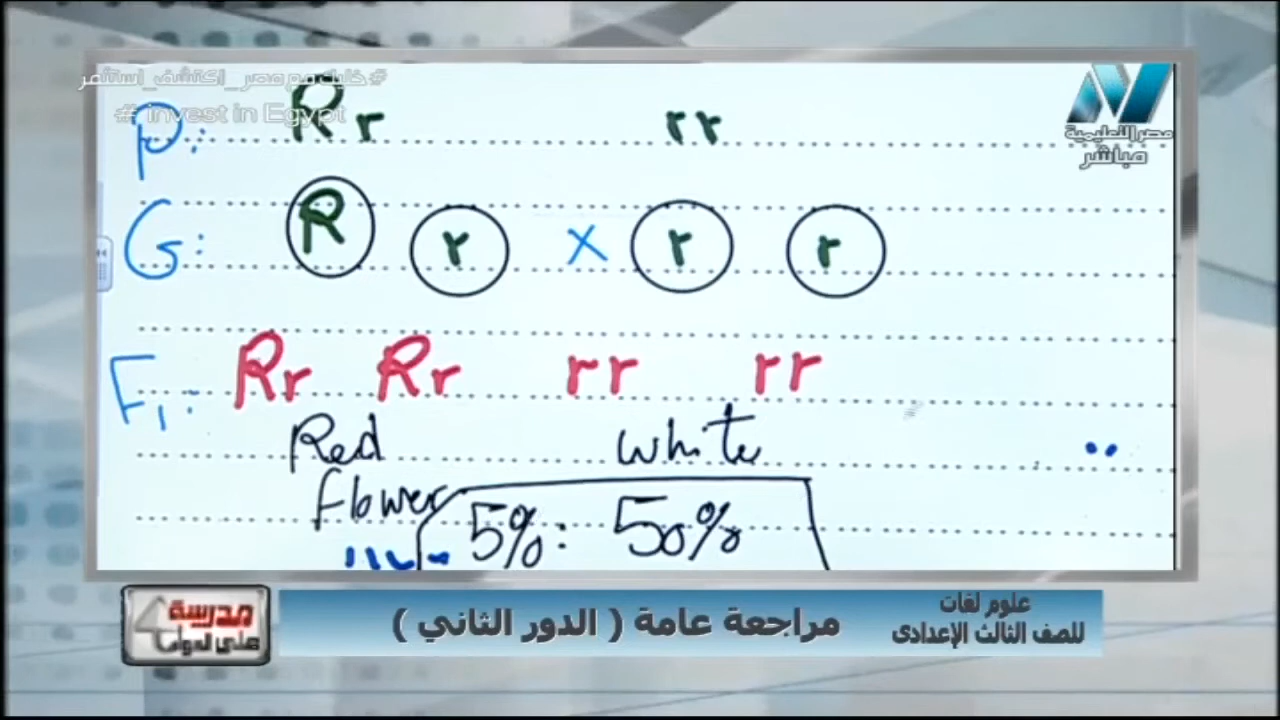 #خليك_مع_مصر_اكتشف_استثمر
# invest in Egypt
مصر التعليمية
مباشر
P: Rr rr
G: R r X r r
F1: Rr Rr rr rr
Red white
flower
5%: 50%
مدرسة
على الهواء
علوم لغات
للصف الثالث الإعدادى
مراجعة عامة ( الدور الثاني )